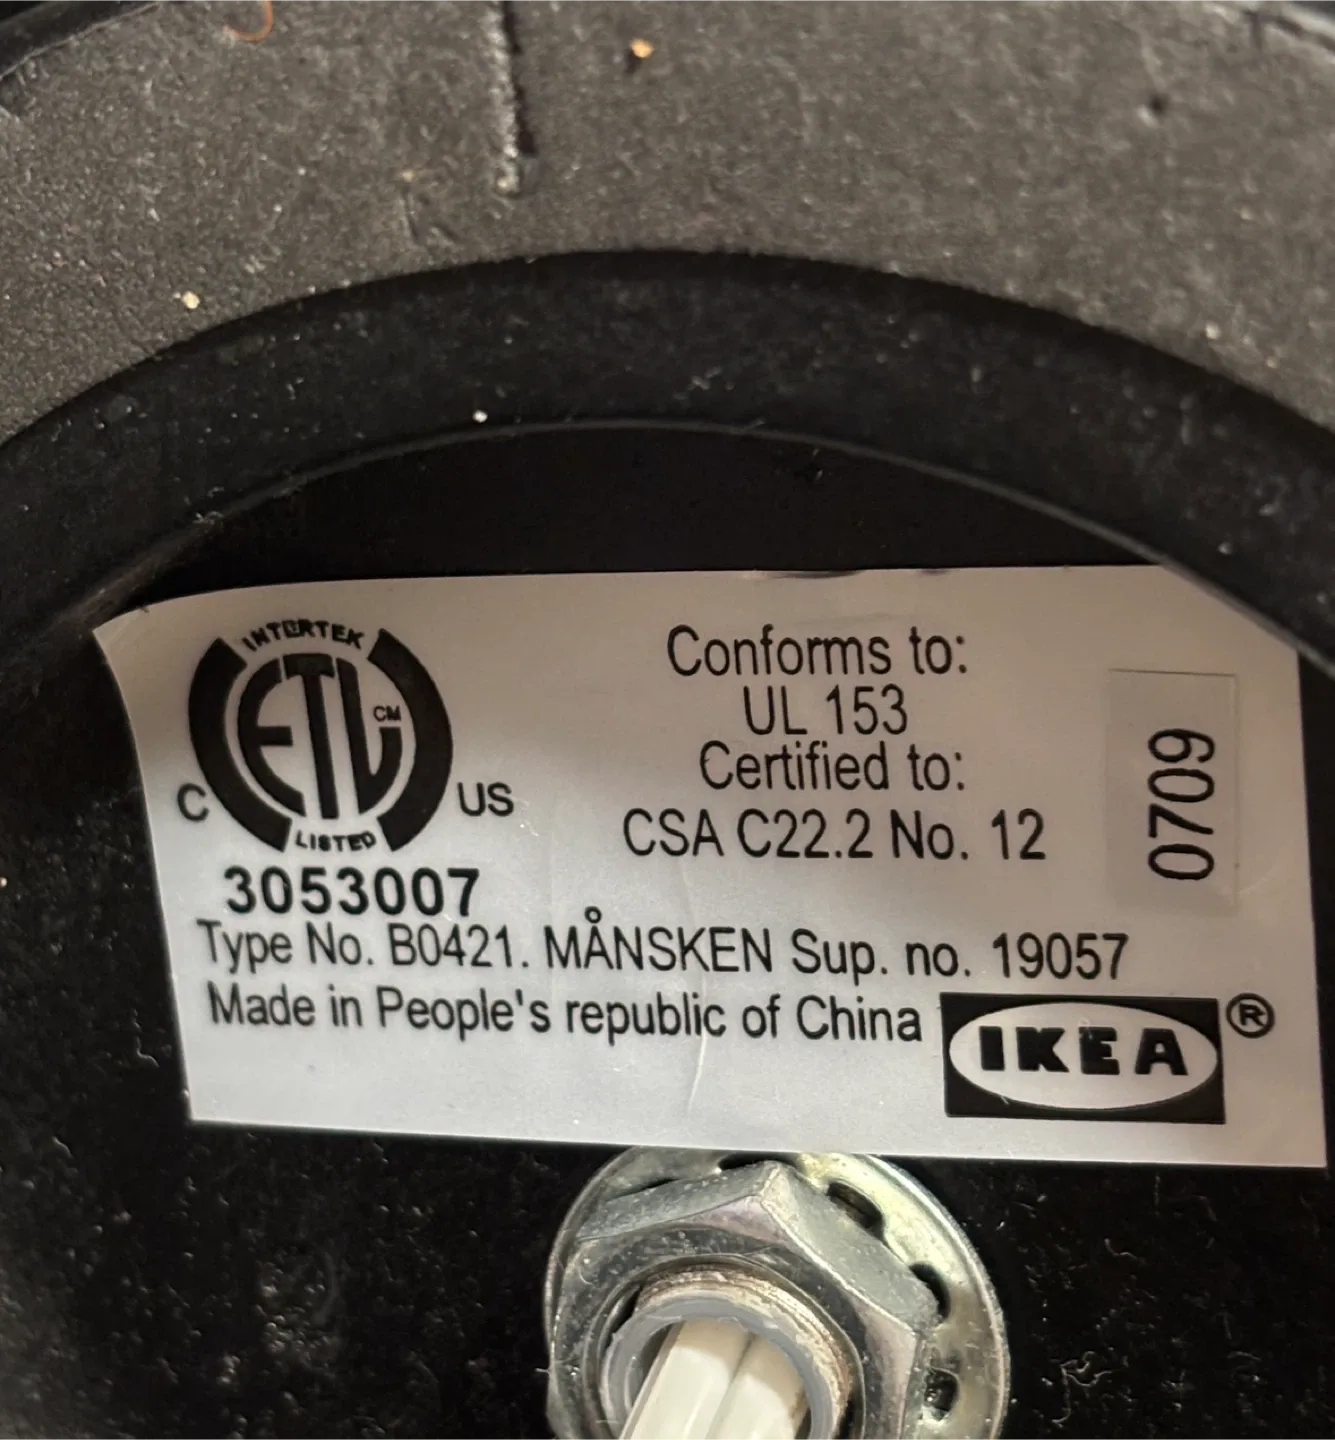 INTERTEK
ETL CM
C US
LISTED
3053007
Conforms to:
UL 153
Certified to:
CSA C22.2 No. 12
0709
Type No. B0421. MÅNSKEN Sup. no. 19057
Made in People's republic of China
IKEA ®